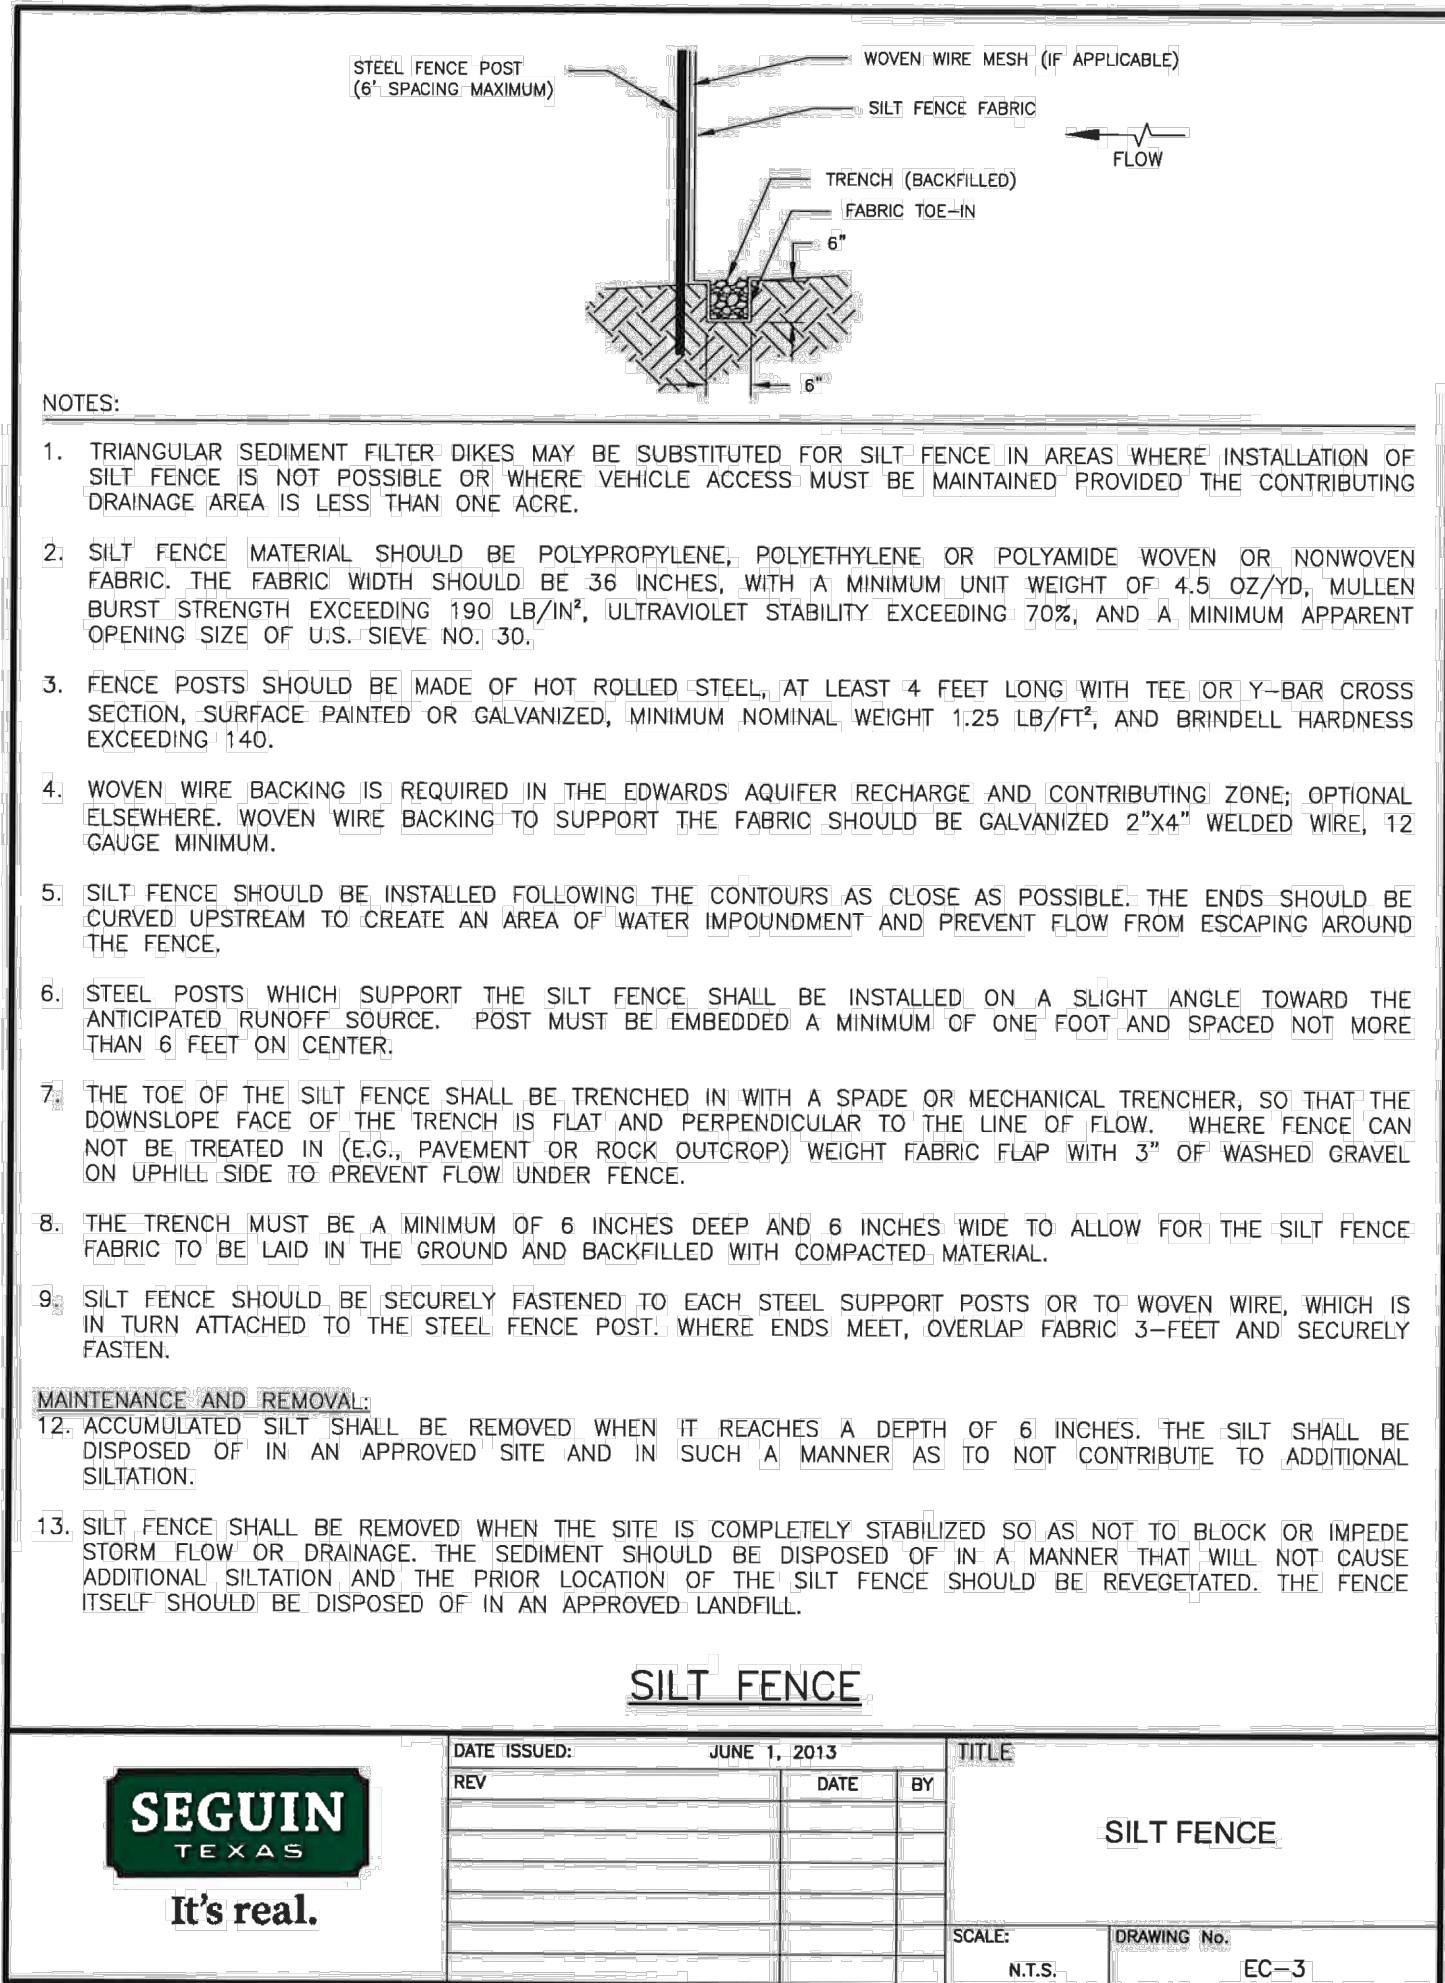 STEEL FENCE POST
(6' SPACING MAXIMUM)
WOVEN WIRE MESH (IF APPLICABLE)
SILT FENCE FABRIC
FLOW
TRENCH (BACKFILLED)
FABRIC TOE-IN
6"
6"
NOTES:
1. TRIANGULAR SEDIMENT FILTER DIKES MAY BE SUBSTITUTED FOR SILT FENCE IN AREAS WHERE INSTALLATION OF
SILT FENCE IS NOT POSSIBLE OR WHERE VEHICLE ACCESS MUST BE MAINTAINED PROVIDED THE CONTRIBUTING
DRAINAGE AREA IS LESS THAN ONE ACRE.
2. SILT FENCE MATERIAL SHOULD BE POLYPROPYLENE, POLYETHYLENE OR POLYAMIDE WOVEN OR NONWOVEN
FABRIC. THE FABRIC WIDTH SHOULD BE 36 INCHES, WITH A MINIMUM UNIT WEIGHT OF 4.5 OZ/YD, MULLEN
BURST STRENGTH EXCEEDING 190 LB/IN², ULTRAVIOLET STABILITY EXCEEDING 70%, AND A MINIMUM APPARENT
OPENING SIZE OF U.S. SIEVE NO. 30.
3. FENCE POSTS SHOULD BE MADE OF HOT ROLLED STEEL, AT LEAST 4 FEET LONG WITH TEE OR Y-BAR CROSS
SECTION, SURFACE PAINTED OR GALVANIZED, MINIMUM NOMINAL WEIGHT 1.25 LB/FT², AND BRINDELL HARDNESS
EXCEEDING 140.
4. WOVEN WIRE BACKING IS REQUIRED IN THE EDWARDS AQUIFER RECHARGE AND CONTRIBUTING ZONE; OPTIONAL
ELSEWHERE. WOVEN WIRE BACKING TO SUPPORT THE FABRIC SHOULD BE GALVANIZED 2"X4" WELDED WIRE, 12
GAUGE MINIMUM.
5. SILT FENCE SHOULD BE INSTALLED FOLLOWING THE CONTOURS AS CLOSE AS POSSIBLE. THE ENDS SHOULD BE
CURVED UPSTREAM TO CREATE AN AREA OF WATER IMPOUNDMENT AND PREVENT FLOW FROM ESCAPING AROUND
THE FENCE.
6. STEEL POSTS WHICH SUPPORT THE SILT FENCE SHALL BE INSTALLED ON A SLIGHT ANGLE TOWARD THE
ANTICIPATED RUNOFF SOURCE. POST MUST BE EMBEDDED A MINIMUM OF ONE FOOT AND SPACED NOT MORE
THAN 6 FEET ON CENTER.
7. THE TOE OF THE SILT FENCE SHALL BE TRENCHED IN WITH A SPADE OR MECHANICAL TRENCHER, SO THAT THE
DOWNSLOPE FACE OF THE TRENCH IS FLAT AND PERPENDICULAR TO THE LINE OF FLOW. WHERE FENCE CAN
NOT BE TREATED IN (E.G., PAVEMENT OR ROCK OUTCROP) WEIGHT FABRIC FLAP WITH 3" OF WASHED GRAVEL
ON UPHILL SIDE TO PREVENT FLOW UNDER FENCE.
8. THE TRENCH MUST BE A MINIMUM OF 6 INCHES DEEP AND 6 INCHES WIDE TO ALLOW FOR THE SILT FENCE
FABRIC TO BE LAID IN THE GROUND AND BACKFILLED WITH COMPACTED MATERIAL.
9. SILT FENCE SHOULD BE SECURELY FASTENED TO EACH STEEL SUPPORT POSTS OR TO WOVEN WIRE, WHICH IS
IN TURN ATTACHED TO THE STEEL FENCE POST. WHERE ENDS MEET, OVERLAP FABRIC 3-FEET AND SECURELY
FASTEN.
MAINTENANCE AND REMOVAL:
12. ACCUMULATED SILT SHALL BE REMOVED WHEN IT REACHES A DEPTH OF 6 INCHES. THE SILT SHALL BE
DISPOSED OF IN AN APPROVED SITE AND IN SUCH A MANNER AS TO NOT CONTRIBUTE TO ADDITIONAL
SILTATION.
13. SILT FENCE SHALL BE REMOVED WHEN THE SITE IS COMPLETELY STABILIZED SO AS NOT TO BLOCK OR IMPEDE
STORM FLOW OR DRAINAGE. THE SEDIMENT SHOULD BE DISPOSED OF IN A MANNER THAT WILL NOT CAUSE
ADDITIONAL SILTATION AND THE PRIOR LOCATION OF THE SILT FENCE SHOULD BE REVEGETATED. THE FENCE
ITSELF SHOULD BE DISPOSED OF IN AN APPROVED LANDFILL.
SILT FENCE
SEGUIN
TEXAS
It's real.
DATE ISSUED: JUNE 1, 2013
REV DATE BY
TITLE
SILT FENCE
SCALE:
N.T.S.
DRAWING No.
EC-3